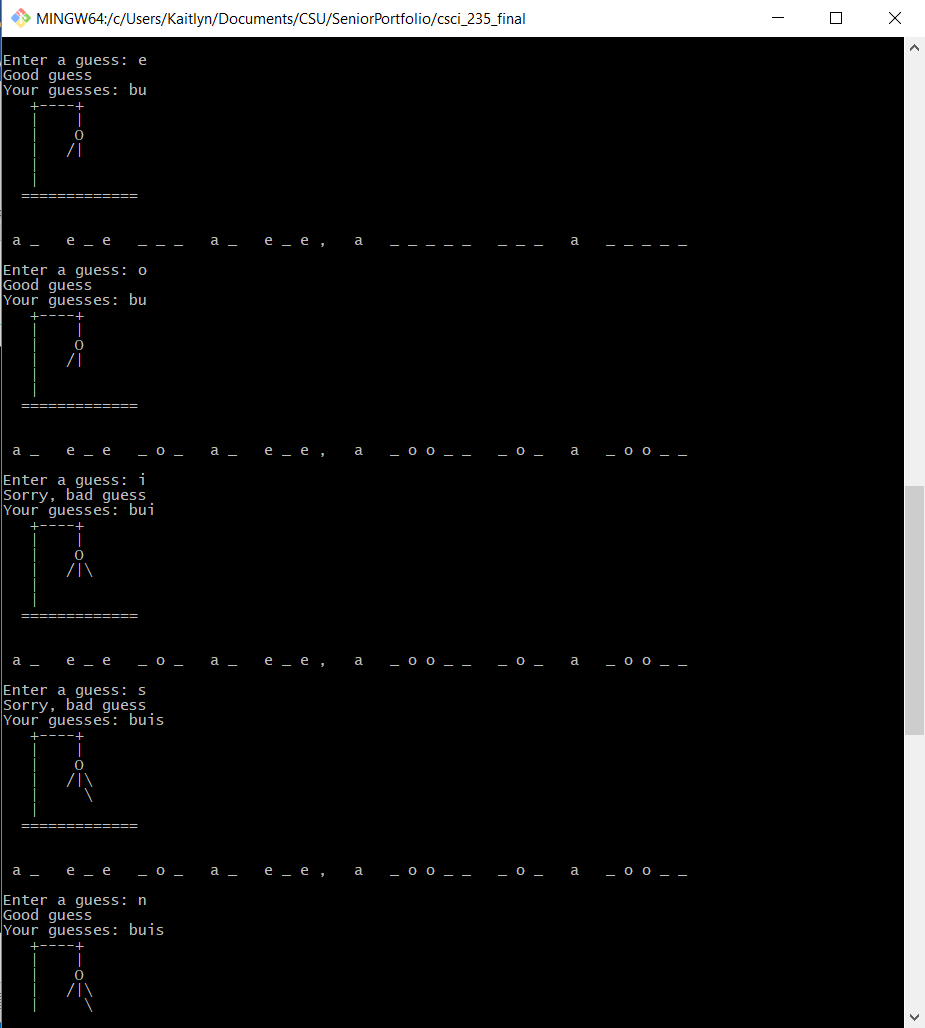 MINGW64:/c/Users/Kaitlyn/Documents/CSU/SeniorPortfolio/csci_235_final
Enter a guess: e
Good guess
Your guesses: bu
   +----+
   |    |
   |    O
   |   /|
   |
   |
  =============
 a _   e _ e   _ _ _   a _   e _ e ,   a   _ _ _ _ _   _ _ _   a   _ _ _ _ _
Enter a guess: o
Good guess
Your guesses: bu
   +----+
   |    |
   |    O
   |   /|
   |
   |
  =============
 a _   e _ e   _ o _   a _   e _ e ,   a   _ o o _ _   _ o _   a   _ o o _ _
Enter a guess: i
Sorry, bad guess
Your guesses: bui
   +----+
   |    |
   |    O
   |   /|\
   |
   |
  =============
 a _   e _ e   _ o _   a _   e _ e ,   a   _ o o _ _   _ o _   a   _ o o _ _
Enter a guess: s
Sorry, bad guess
Your guesses: buis
   +----+
   |    |
   |    O
   |   /|\
   |     \
   |
  =============
 a _   e _ e   _ o _   a _   e _ e ,   a   _ o o _ _   _ o _   a   _ o o _ _
Enter a guess: n
Good guess
Your guesses: buis
   +----+
   |    |
   |    O
   |   /|\
   |     \